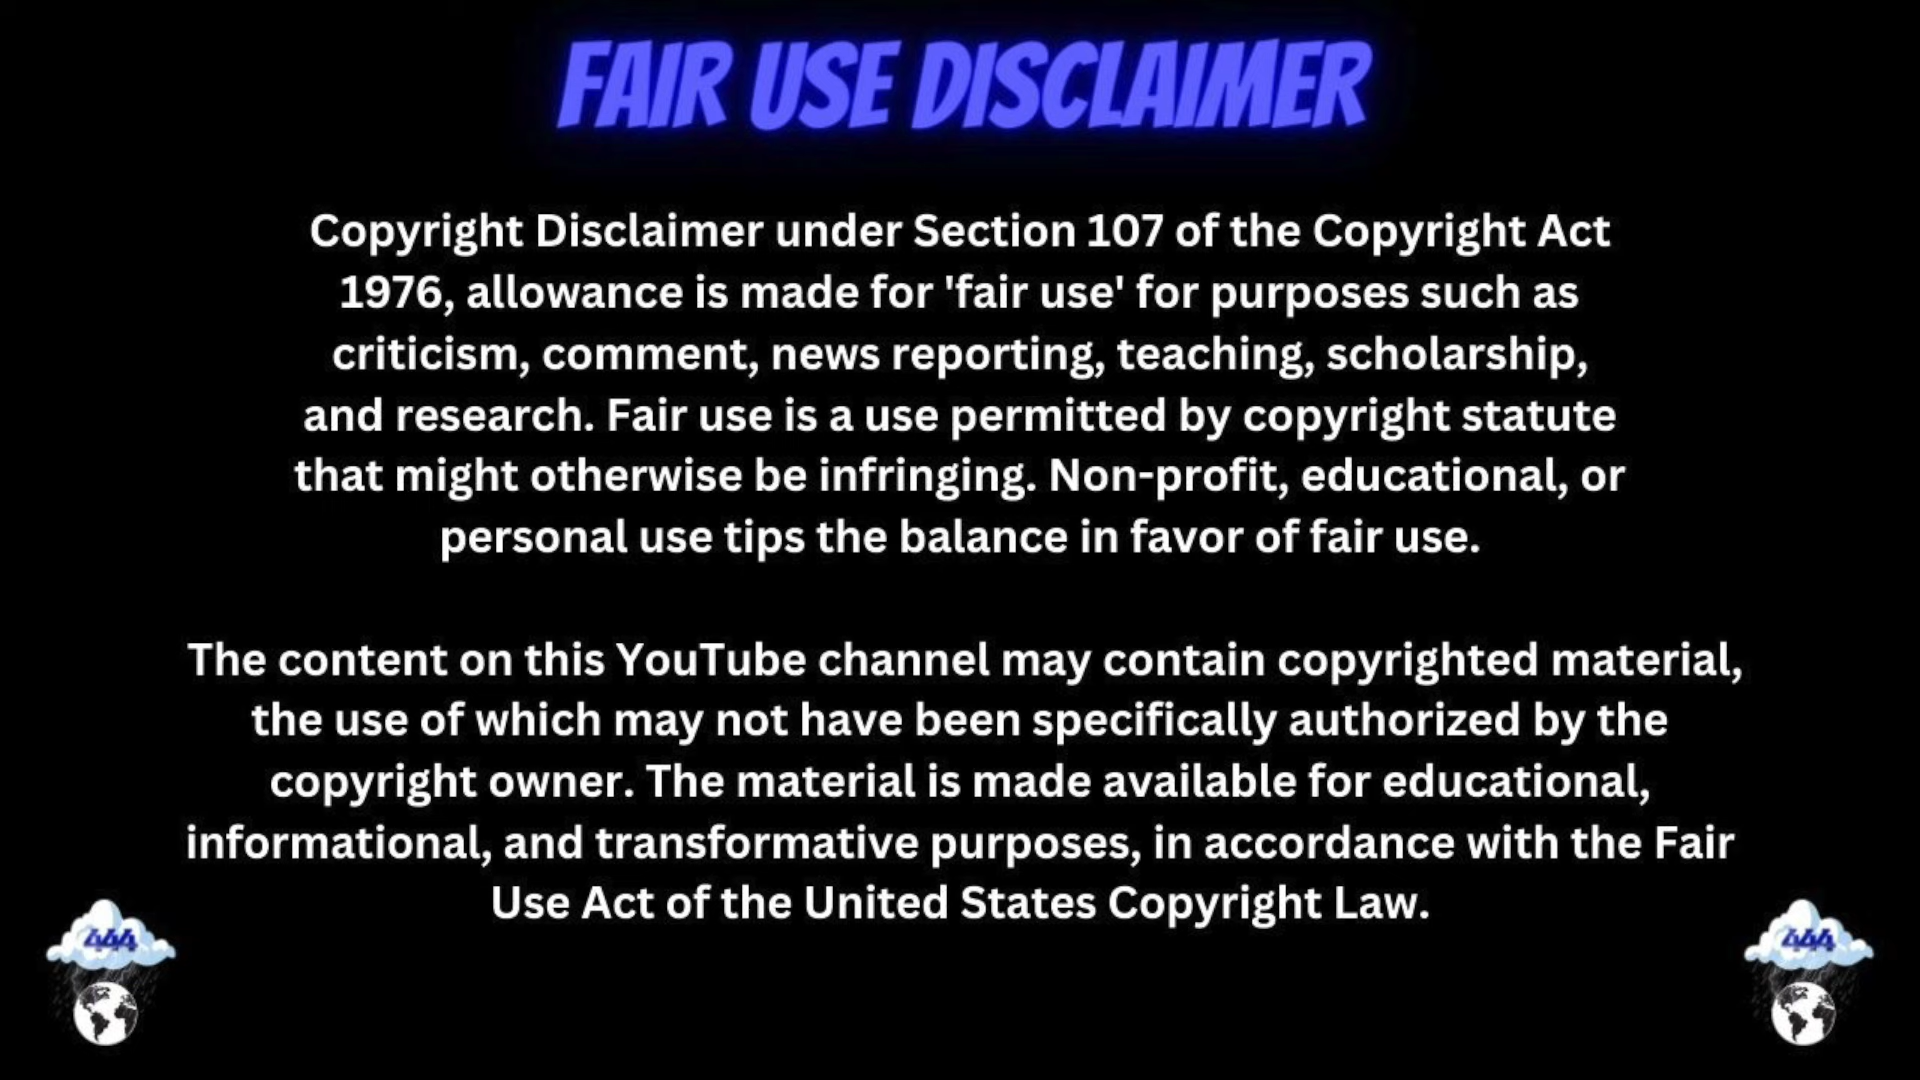 FAIR USE DISCLAIMER
Copyright Disclaimer under Section 107 of the Copyright Act
1976, allowance is made for 'fair use' for purposes such as
criticism, comment, news reporting, teaching, scholarship,
and research. Fair use is a use permitted by copyright statute
that might otherwise be infringing. Non-profit, educational, or
personal use tips the balance in favor of fair use.
The content on this YouTube channel may contain copyrighted material,
the use of which may not have been specifically authorized by the
copyright owner. The material is made available for educational,
informational, and transformative purposes, in accordance with the Fair
Use Act of the United States Copyright Law.
444
444